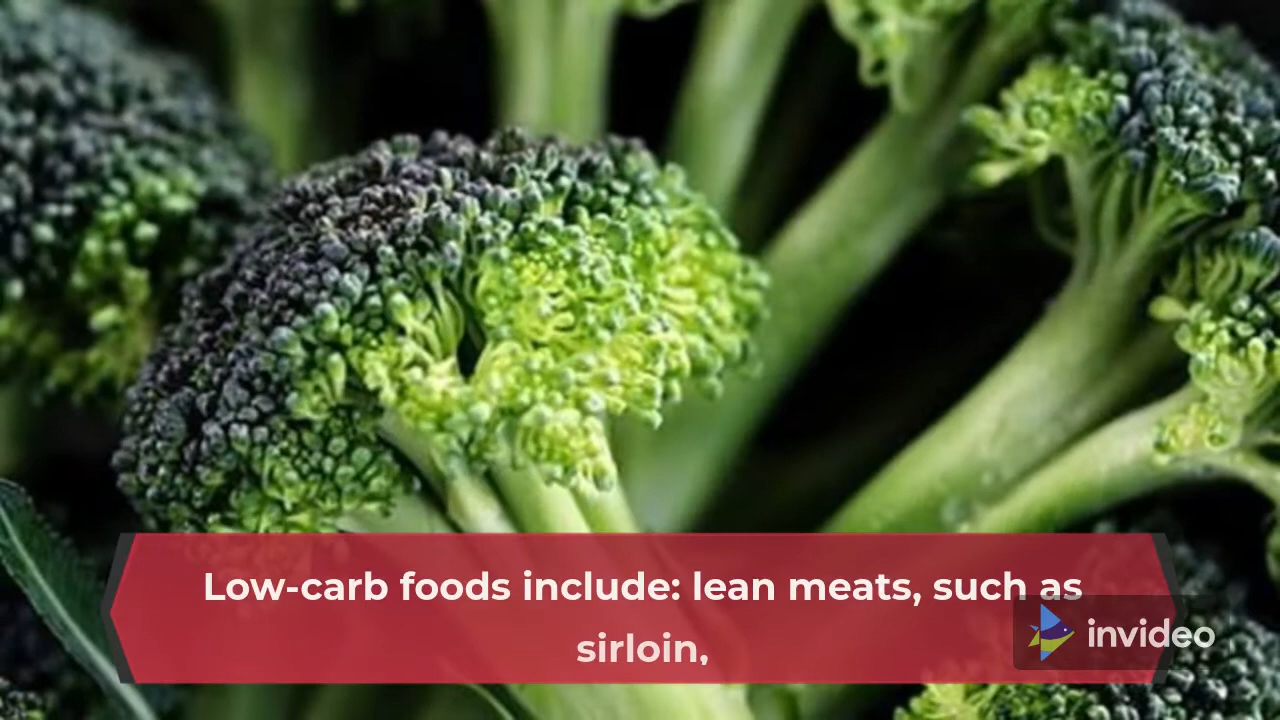 Low-carb foods include: lean meats, such as
sirloin,
invideo